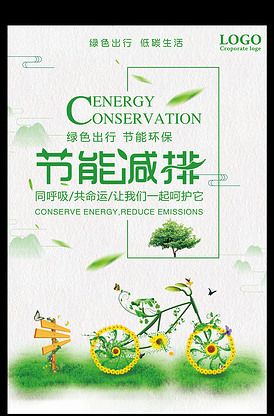 绿色出行 低碳生活
LOGO
Croporate logo
CENERGY
CONSERVATION
绿色出行 节能环保
节能减排
同呼吸/共命运/让我们一起呵护它
CONSERVE ENERGY,REDUCE EMISSIONS